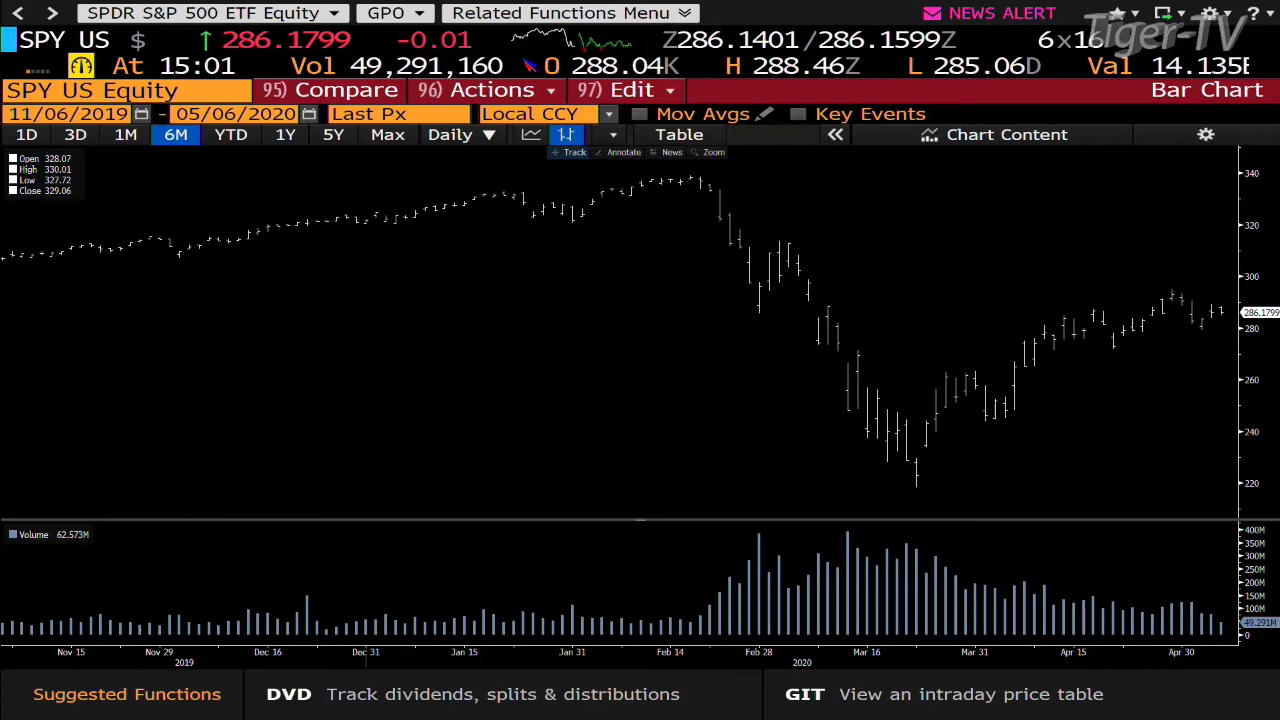 SPDR S&P 500 ETF Equity GPO Related Functions Menu NEWS ALERT ?
Tiger-TV
SPY US $ ↑ 286.1799 -0.01 Z286.1401/286.1599Z 6x16
At 15:01 Vol 49,291,160 O 288.04K H 288.46Z L 285.06D Val 14.135B
SPY US Equity 95) Compare 96) Actions 97) Edit Bar Chart
11/06/2019 - 05/06/2020 Last Px Local CCY Mov Avgs Key Events
1D 3D 1M 6M YTD 1Y 5Y Max Daily ▼ Table Chart Content
Track Annotate News Zoom
Open 328.07
High 330.01
Low 327.72
Close 329.06
340
320
300
286.1799
280
260
240
220
Volume 62.573M
400M
350M
300M
250M
200M
150M
100M
49.291M
0
Nov 15 Nov 29 Dec 16 Dec 31 Jan 15 Jan 31 Feb 14 Feb 28 Mar 16 Mar 31 Apr 15 Apr 30
2019 2020
Suggested Functions DVD Track dividends, splits & distributions GIT View an intraday price table